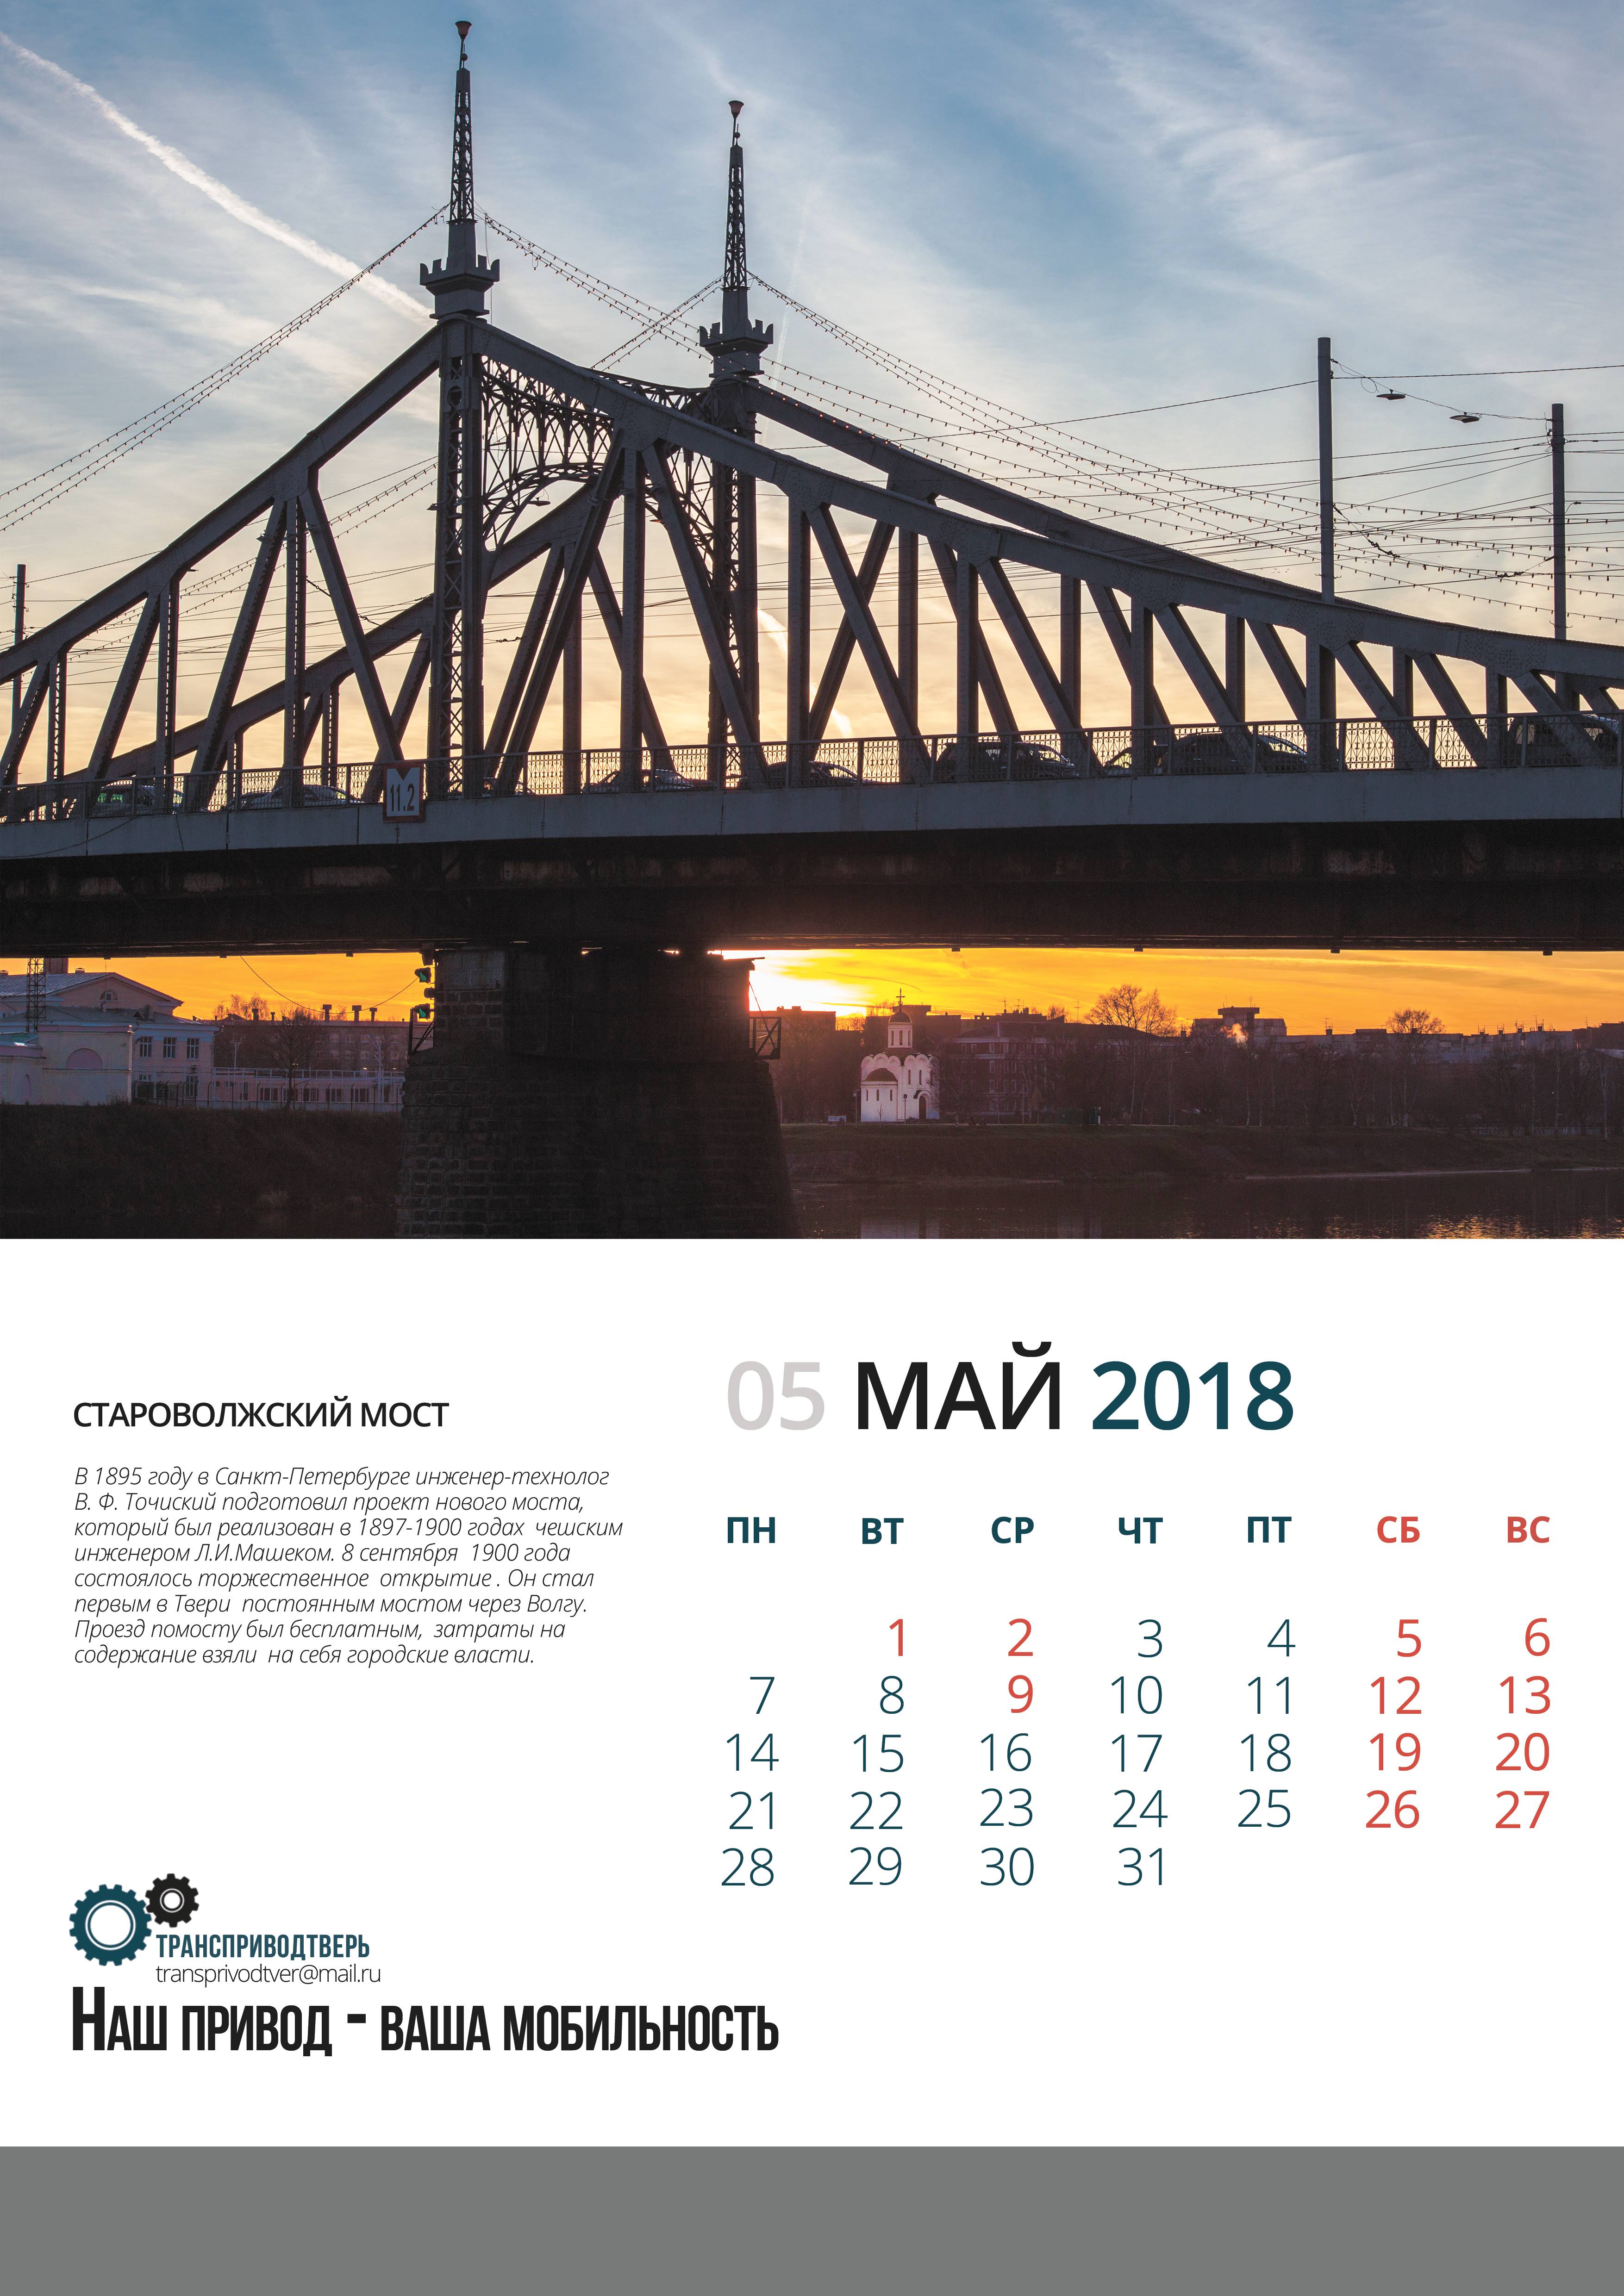 11.2
05 МАЙ 2018
СТАРОВОЛЖСКИЙ МОСТ
В 1895 году в Санкт-Петербурге инженер-технолог
В. Ф. Точиский подготовил проект нового моста,
который был реализован в 1897-1900 годах чешским
инженером Л.И.Машеком. 8 сентября 1900 года
состоялось торжественное открытие . Он стал
первым в Твери постоянным мостом через Волгу.
Проезд помосту был бесплатным, затраты на
содержание взяли на себя городские власти.
ПН ВТ СР ЧТ ПТ СБ ВС
1 2 3 4 5 6
7 8 9 10 11 12 13
14 15 16 17 18 19 20
21 22 23 24 25 26 27
28 29 30 31
ТРАНСПРИВОДТВЕРЬ
transprivodtver@mail.ru
НАШ ПРИВОД - ВАША МОБИЛЬНОСТЬ